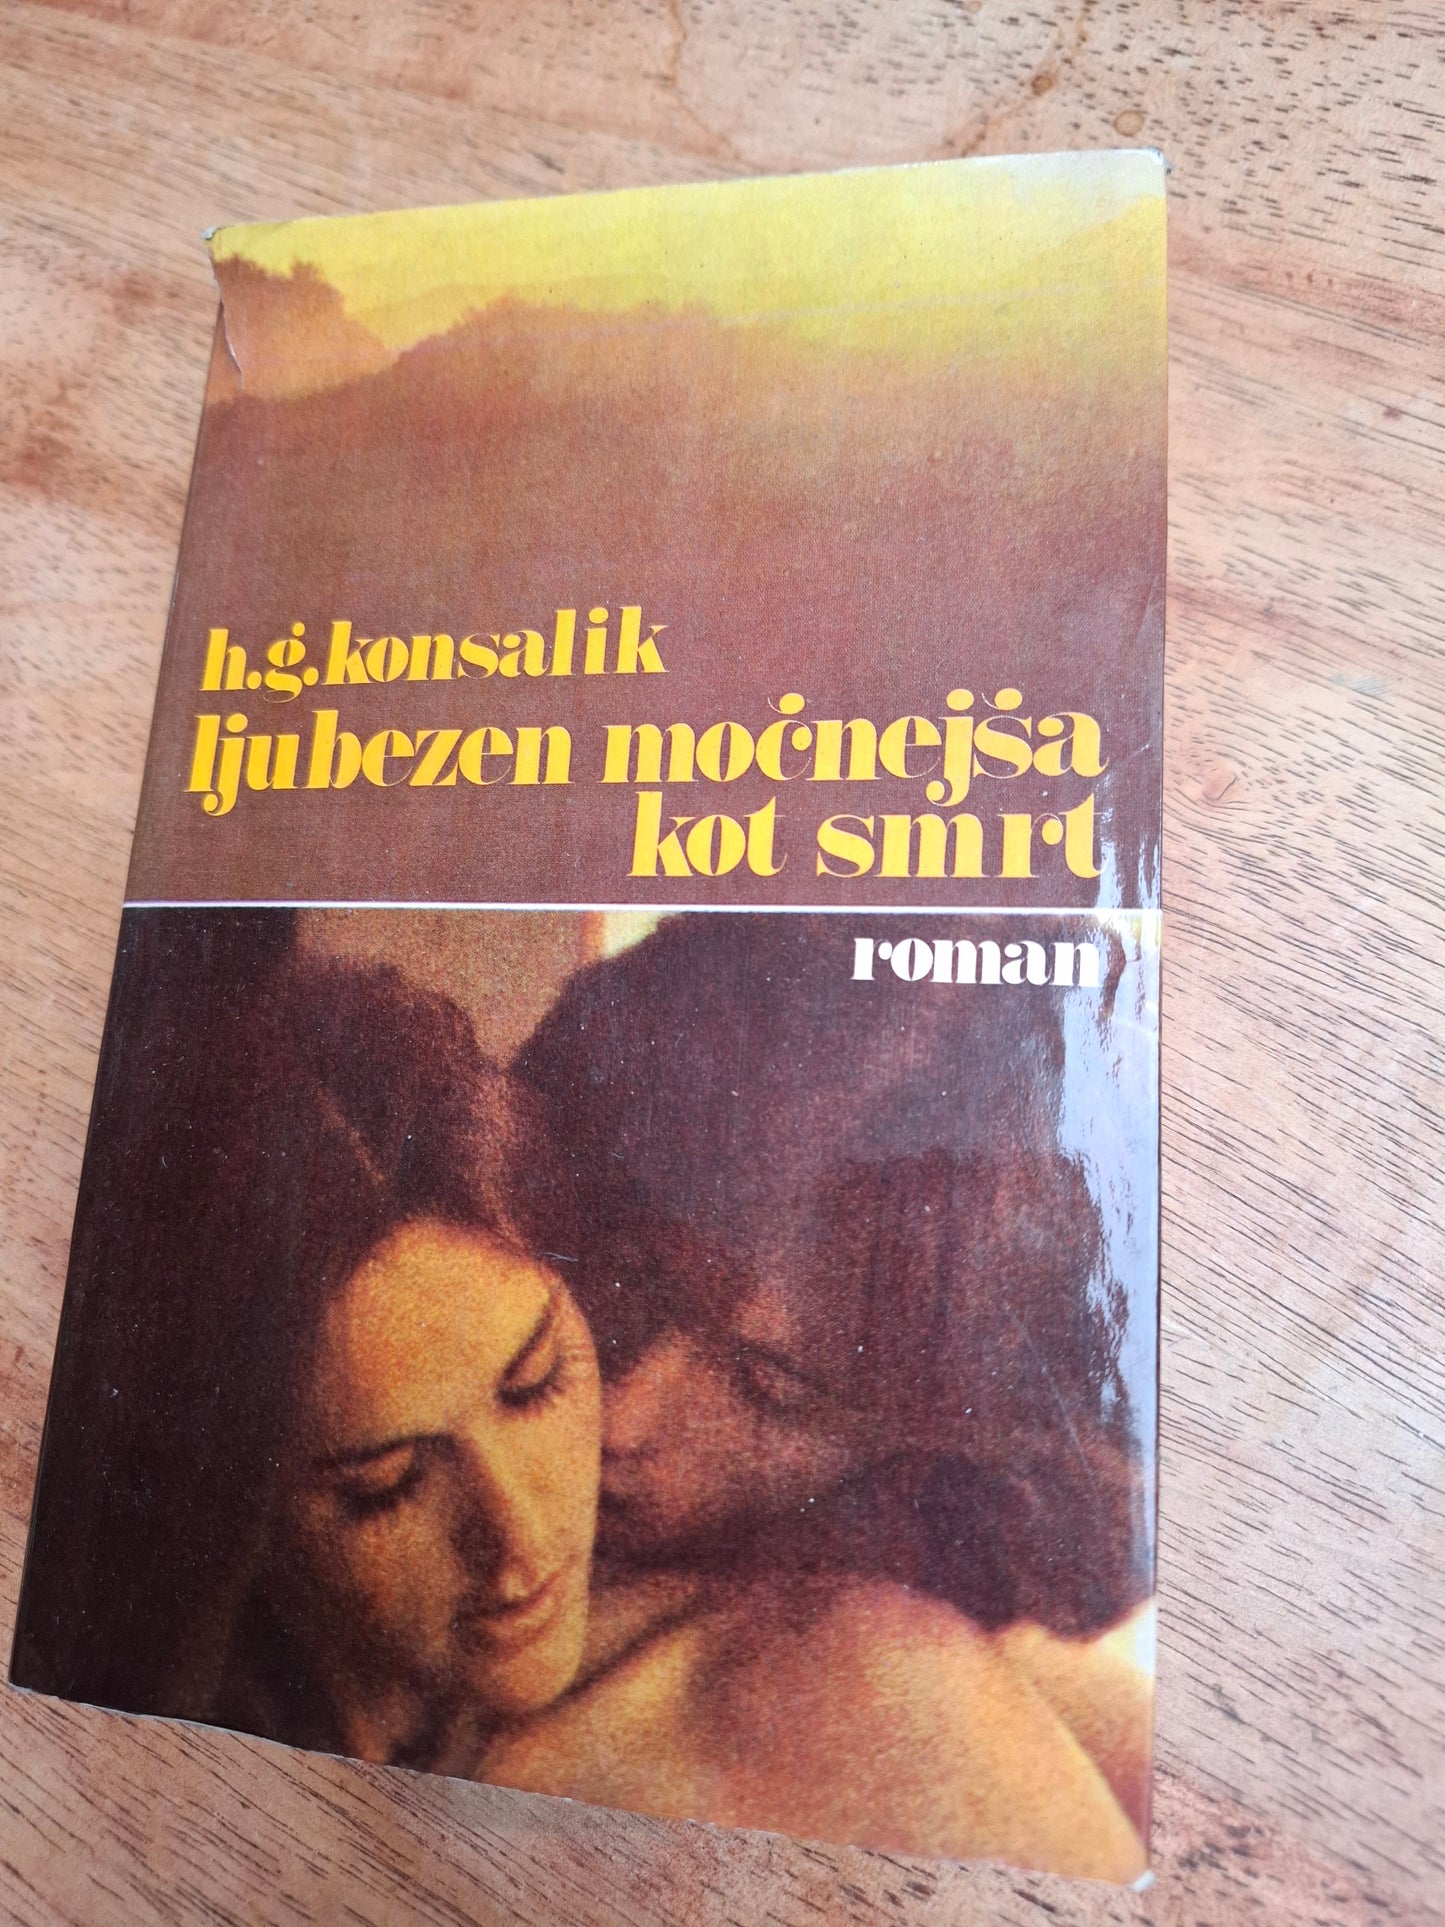 h.g.konsalik
ljubezen močnejša
kot smrt
roman